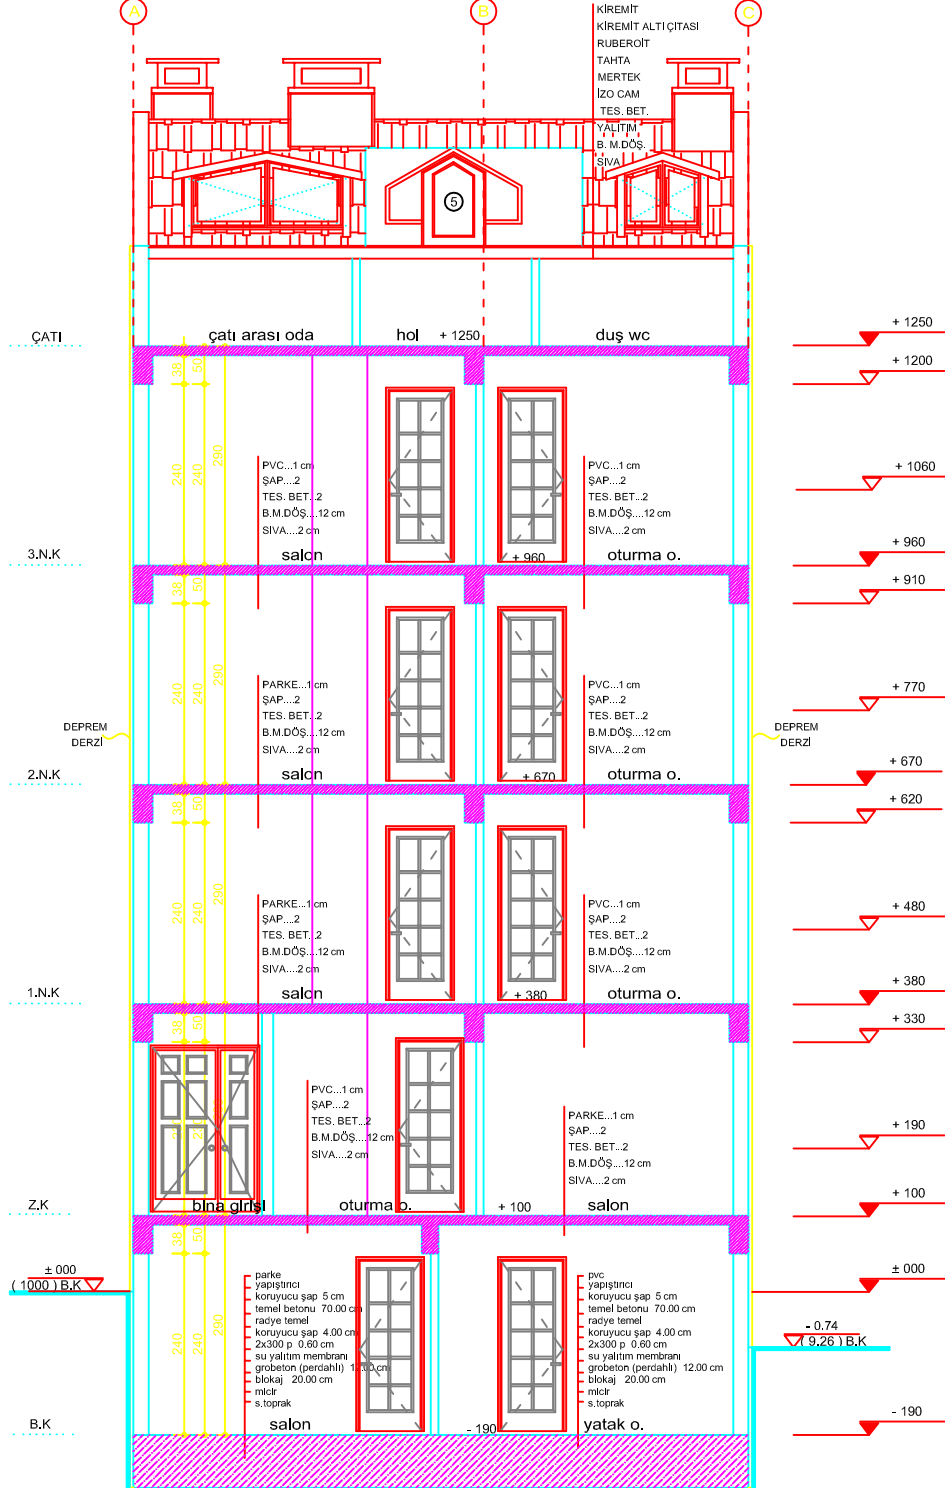 A
B
C
KİREMİT
KİREMİT ALTI ÇITASI
RUBEROİT
TAHTA
MERTEK
İZO CAM
TES. BET.
YALITIM
B. M.DÖŞ.
SIVA
5
ÇATI
çatı arası oda
hol
+ 1250
duş wc
+ 1250
38
50
+ 1200
240
240
290
PVC...1 cm
ŞAP....2
TES. BET...2
B.M.DÖŞ....12 cm
SIVA....2 cm
PVC...1 cm
ŞAP....2
TES. BET...2
B.M.DÖŞ....12 cm
SIVA....2 cm
+ 1060
3.N.K
salon
+ 960
oturma o.
+ 960
38
50
+ 910
240
240
290
PARKE...1 cm
ŞAP....2
TES. BET...2
B.M.DÖŞ....12 cm
SIVA....2 cm
PVC...1 cm
ŞAP....2
TES. BET...2
B.M.DÖŞ....12 cm
SIVA....2 cm
+ 770
DEPREM
DERZİ
DEPREM
DERZİ
2.N.K
salon
+ 670
oturma o.
+ 670
38
50
+ 620
240
240
290
PARKE...1 cm
ŞAP....2
TES. BET...2
B.M.DÖŞ....12 cm
SIVA....2 cm
PVC...1 cm
ŞAP....2
TES. BET...2
B.M.DÖŞ....12 cm
SIVA....2 cm
+ 480
1.N.K
salon
+ 380
oturma o.
+ 380
38
50
+ 330
PVC...1 cm
ŞAP....2
TES. BET...2
B.M.DÖŞ....12 cm
SIVA....2 cm
PARKE...1 cm
ŞAP....2
TES. BET...2
B.M.DÖŞ....12 cm
SIVA....2 cm
+ 190
Z.K
bina girişi
oturma o.
+ 100
salon
+ 100
38
50
± 000
( 1000 ) B.K
± 000
240
240
290
parke
yapıştırıcı
koruyucu şap 5 cm
temel betonu 70.00 cm
radye temel
koruyucu şap 4.00 cm
2x300 p 0.60 cm
su yalıtım membranı
grobeton (perdahlı) 12.00 cm
blokaj 20.00 cm
mıcır
s.toprak
pvc
yapıştırıcı
koruyucu şap 5 cm
temel betonu 70.00 cm
radye temel
koruyucu şap 4.00 cm
2x300 p 0.60 cm
su yalıtım membranı
grobeton (perdahlı) 12.00 cm
blokaj 20.00 cm
mıcır
s.toprak
- 0.74
( 9.26 ) B.K
B.K
salon
- 190
yatak o.
- 190